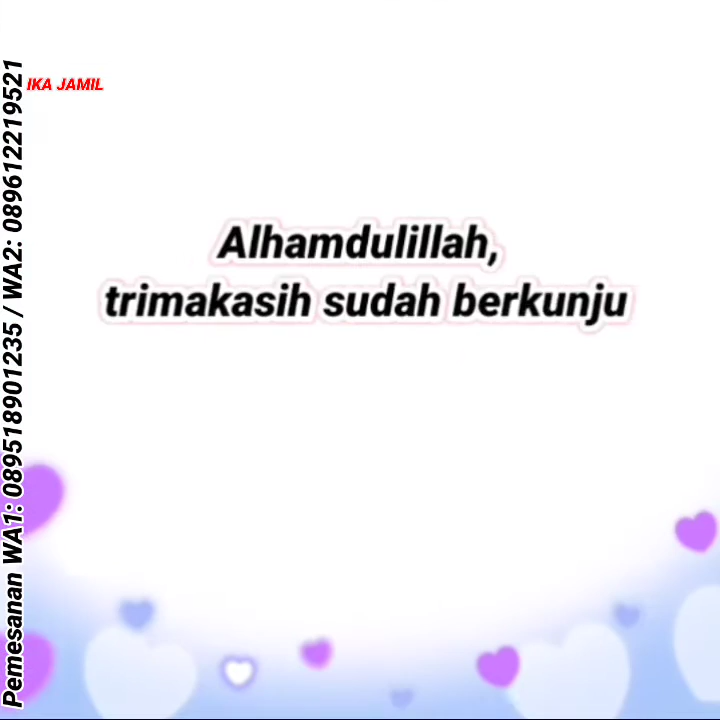 IKA JAMIL
Alhamdulillah,
trimakasih sudah berkunju
Pemesanan WA1: 089518901235 / WA2: 089612219521